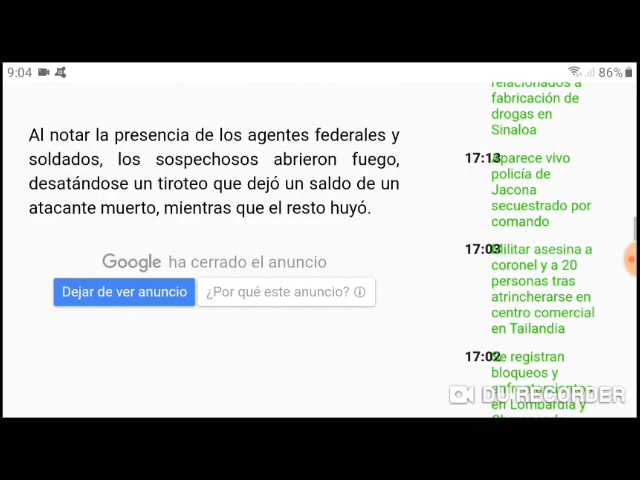 9:04
86%
Al notar la presencia de los agentes federales y
soldados, los sospechosos abrieron fuego,
desatándose un tiroteo que dejó un saldo de un
atacante muerto, mientras que el resto huyó.
Google ha cerrado el anuncio
Dejar de ver anuncio
¿Por qué este anuncio?
relacionados a
fabricación de
drogas en
Sinaloa
17:13
Aparece vivo
policía de
Jacona
secuestrado por
comando
17:03
Militar asesina a
coronel y a 20
personas tras
atrincherarse en
centro comercial
en Tailandia
17:02
Se registran
bloqueos y
enfrentamientos
en Lombardía y
DU RECORDER